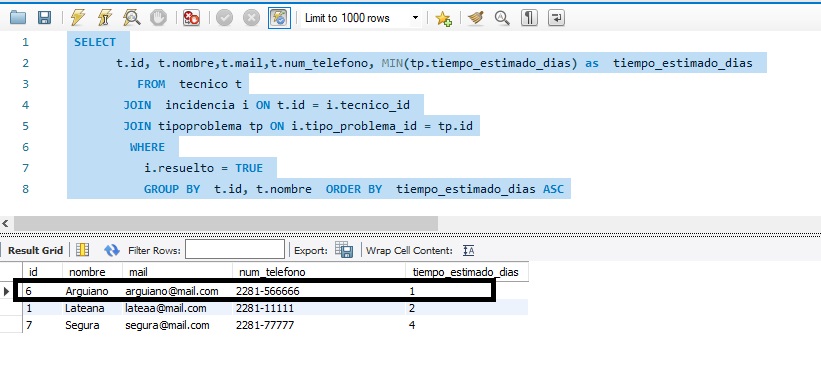 Limit to 1000 rows
1 SELECT
2 t.id, t.nombre,t.mail,t.num_telefono, MIN(tp.tiempo_estimado_dias) as tiempo_estimado_dias
3 FROM tecnico t
4 JOIN incidencia i ON t.id = i.tecnico_id
5 JOIN tipoproblema tp ON i.tipo_problema_id = tp.id
6 WHERE
7 i.resuelto = TRUE
8 GROUP BY t.id, t.nombre ORDER BY tiempo_estimado_dias ASC
Result Grid Filter Rows: Export: Wrap Cell Content:
id nombre mail num_telefono tiempo_estimado_dias
6 Arguiano arguiano@mail.com 2281-566666 1
1 Lateana lateaa@mail.com 2281-11111 2
7 Segura segura@mail.com 2281-77777 4